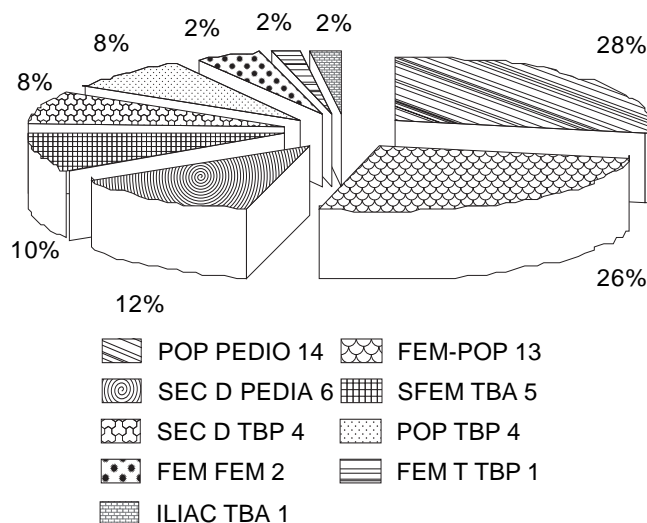 2% 2% 2%
8% 28%
8%
10% 26%
12%
POP PEDIO 14 FEM-POP 13
SEC D PEDIA 6 SFEM TBA 5
SEC D TBP 4 POP TBP 4
FEM FEM 2 FEM T TBP 1
ILIAC TBA 1